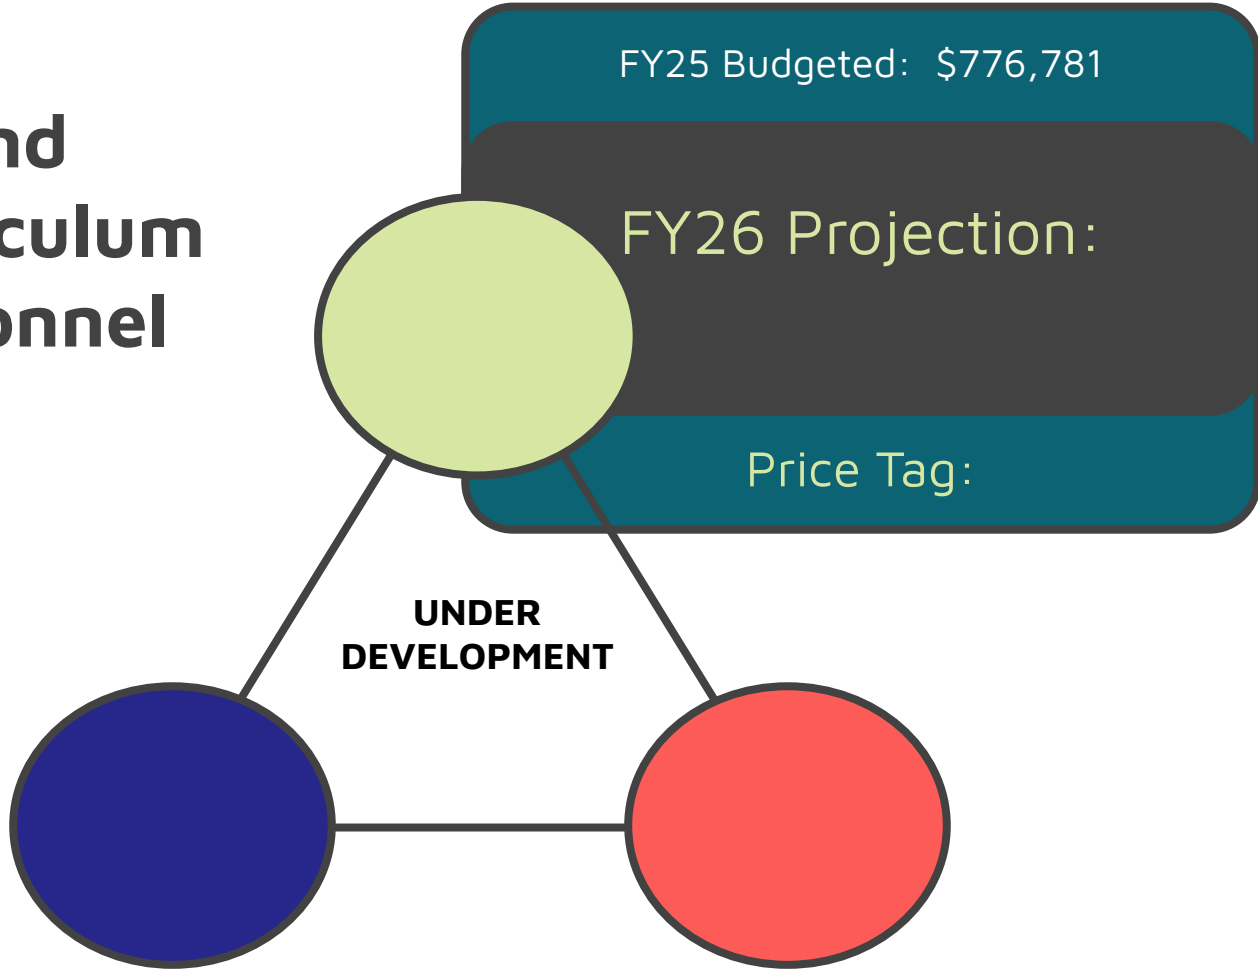 nd
culum
onnel
FY25 Budgeted: $776,781
FY26 Projection:
Price Tag:
UNDER
DEVELOPMENT